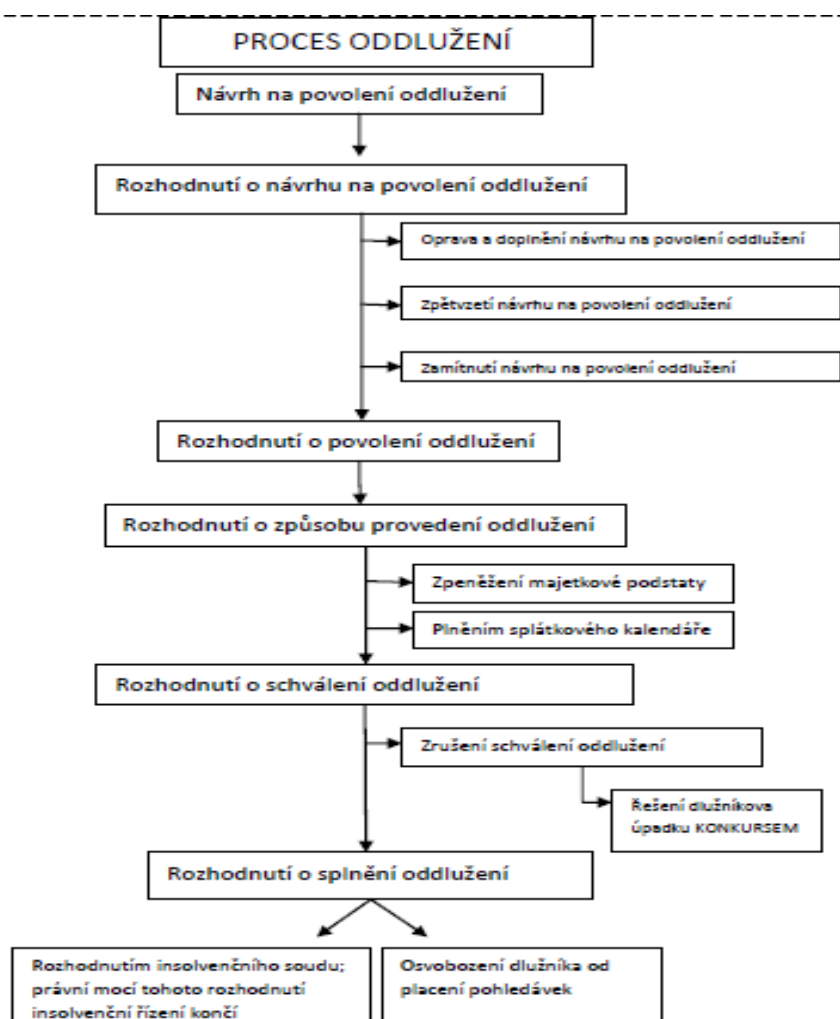 PROCES ODDLUŽENÍ
Návrh na povolení oddlužení
Rozhodnutí o návrhu na povolení oddlužení
Oprava a doplnění návrhu na povolení oddlužení
Zpětvzetí návrhu na povolení oddlužení
Zamítnutí návrhu na povolení oddlužení
Rozhodnutí o povolení oddlužení
Rozhodnutí o způsobu provedení oddlužení
Zpeněžení majetkové podstaty
Plněním splátkového kalendáře
Rozhodnutí o schválení oddlužení
Zrušení schválení oddlužení
Řešení dlužníkova
úpadku KONKURSEM
Rozhodnutí o splnění oddlužení
Rozhodnutím insolvenčního soudu;
právní mocí tohoto rozhodnutí
insolvenční řízení končí
Osvobození dlužníka od
placení pohledávek